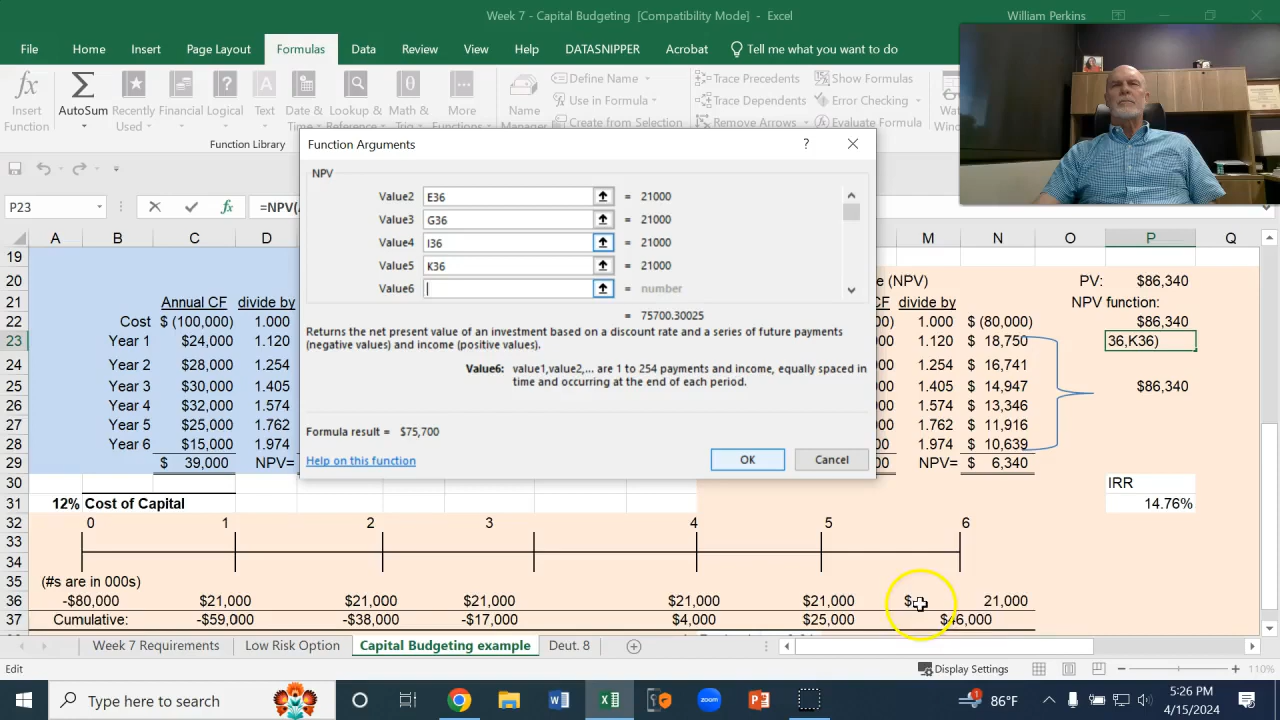 Week 7 - Capital Budgeting [Compatibility Mode] - Excel
William Perkins
File Home Insert Page Layout Formulas Data Review View Help DATASNIPPER Acrobat Tell me what you want to do
fx Insert Function
Σ AutoSum
Recently Used
Financial
Logical
Text
Date & Time
Lookup & Reference
Math & Trig
More Functions
Function Library
Name Manager
Define Name
Use in Formula
Create from Selection
Trace Precedents
Trace Dependents
Remove Arrows
Show Formulas
Error Checking
Evaluate Formula
P23 fx =NPV(
Function Arguments ?
NPV
Value2 E36 = 21000
Value3 G36 = 21000
Value4 I36 = 21000
Value5 K36 = 21000
Value6 = number
= 75700.30025
Returns the net present value of an investment based on a discount rate and a series of future payments
(negative values) and income (positive values).
Value6: value1,value2,... are 1 to 254 payments and income, equally spaced in
time and occurring at the end of each period.
Formula result = $75,700
Help on this function
OK Cancel
A B C D M N O P Q
19
20 (NPV) PV: $86,340
21 Annual CF divide by CF divide by NPV function:
22 Cost $ (100,000) 1.000 00) 1.000 $ (80,000) $86,340
23 Year 1 $24,000 1.120 00 1.120 $ 18,750 36,K36)
24 Year 2 $28,000 1.254 00 1.254 $ 16,741
25 Year 3 $30,000 1.405 00 1.405 $ 14,947 $86,340
26 Year 4 $32,000 1.574 00 1.574 $ 13,346
27 Year 5 $25,000 1.762 00 1.762 $ 11,916
28 Year 6 $15,000 1.974 00 1.974 $ 10,639
29 $ 39,000 NPV= 00 NPV= $ 6,340
30 IRR
31 12% Cost of Capital 14.76%
32 0 1 2 3 4 5 6
33
34
35 (#s are in 000s)
36 -$80,000 $21,000 $21,000 $21,000 $21,000 $21,000 $ 21,000
37 Cumulative: -$59,000 -$38,000 -$17,000 $4,000 $25,000 $46,000
Week 7 Requirements Low Risk Option Capital Budgeting example Deut. 8
Edit Display Settings 110%
Type here to search
86°F
5:26 PM
4/15/2024